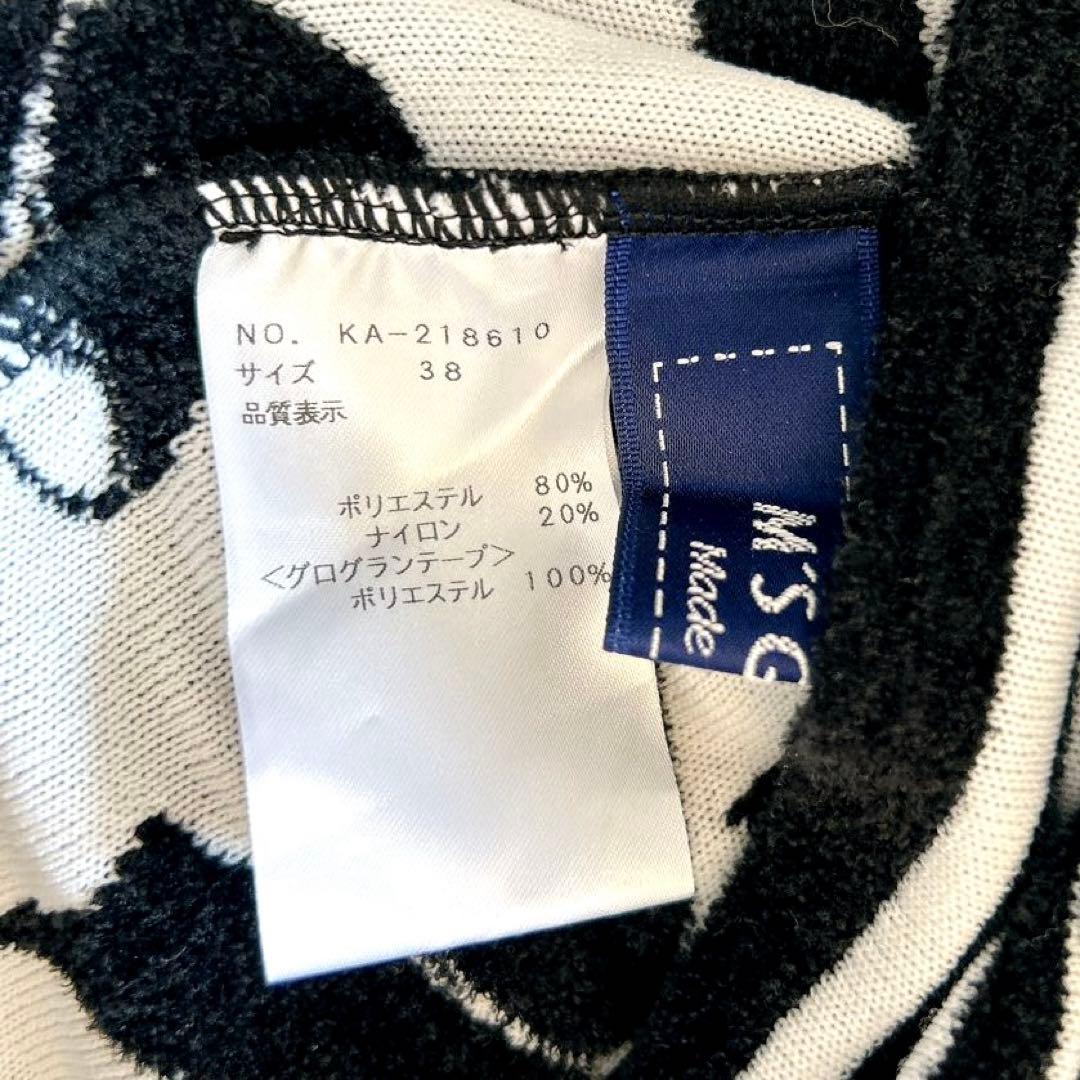 NO. KA-218610
サイズ 38
品質表示
ポリエステル 80%
ナイロン 20%
<グログランテープ>
ポリエステル 100%
M'S G
Made